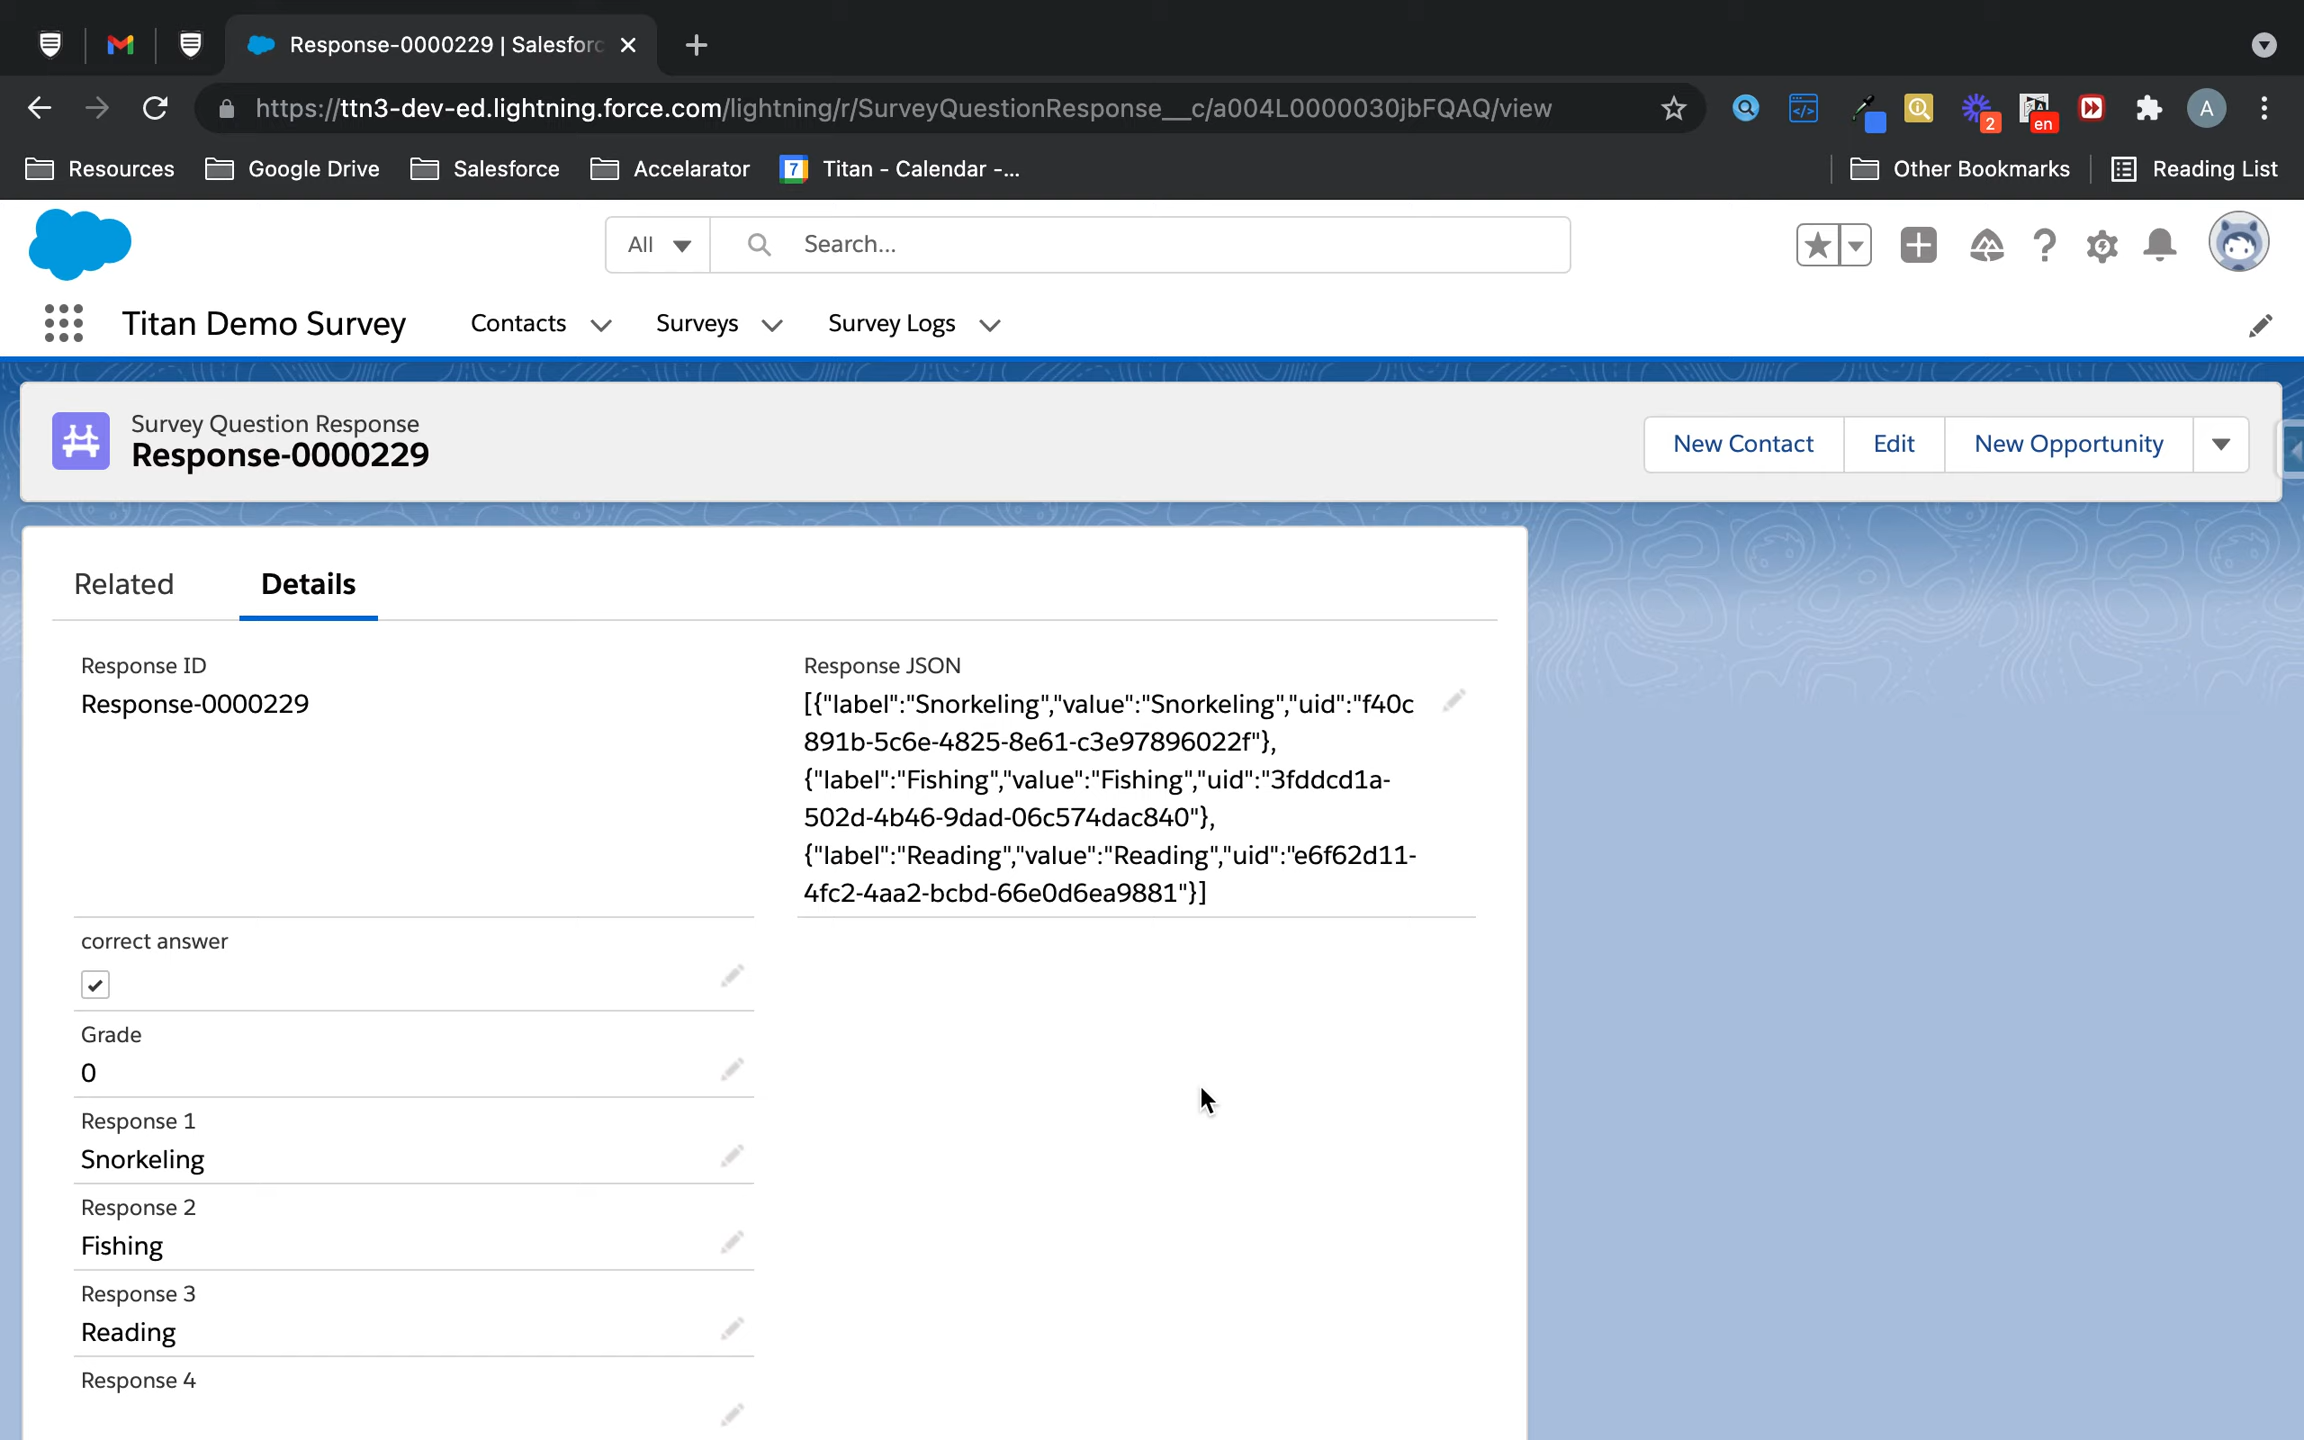 Response-0000229 | Salesforc
https://ttn3-dev-ed.lightning.force.com/lightning/r/SurveyQuestionResponse__c/a004L0000030jbFQAQ/view
2
en
A
Resources
Google Drive
Salesforce
Accelarator
7
Titan - Calendar -...
Other Bookmarks
Reading List
All
Search...
Titan Demo Survey
Contacts
Surveys
Survey Logs
Survey Question Response
Response-0000229
New Contact
Edit
New Opportunity
Related
Details
Response ID
Response-0000229
Response JSON
[{"label":"Snorkeling","value":"Snorkeling","uid":"f40c
891b-5c6e-4825-8e61-c3e97896022f"},
{"label":"Fishing","value":"Fishing","uid":"3fddcd1a-
502d-4b46-9dad-06c574dac840"},
{"label":"Reading","value":"Reading","uid":"e6f62d11-
4fc2-4aa2-bcbd-66e0d6ea9881"}]
correct answer
Grade
0
Response 1
Snorkeling
Response 2
Fishing
Response 3
Reading
Response 4